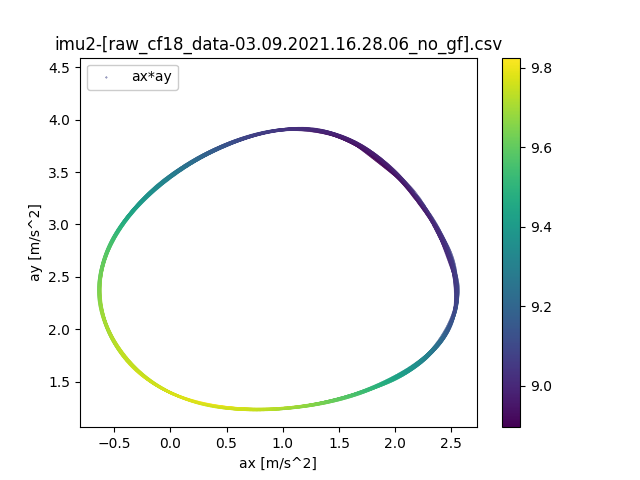 imu2-[raw_cf18_data-03.09.2021.16.28.06_no_gf].csv
ax*ay
4.5
4.0
3.5
3.0
2.5
2.0
1.5
ay [m/s^2]
−0.5 0.0 0.5 1.0 1.5 2.0 2.5
ax [m/s^2]
9.8
9.6
9.4
9.2
9.0